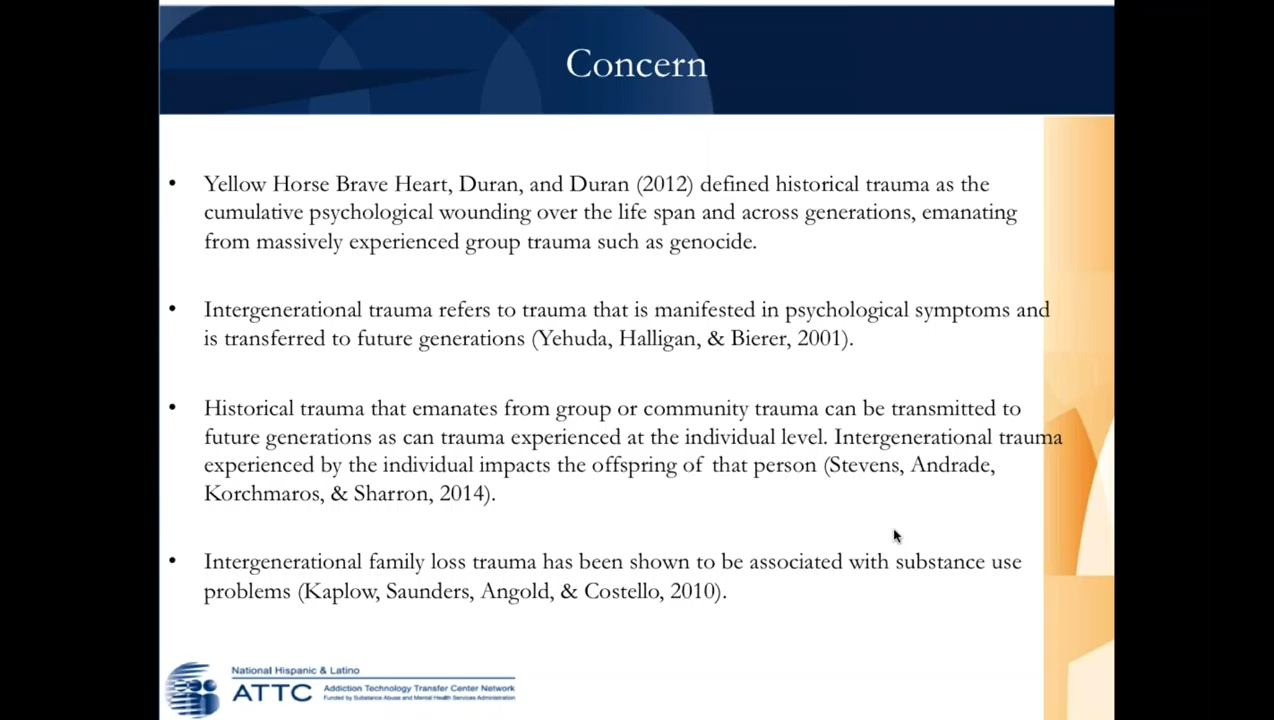 Concern
• Yellow Horse Brave Heart, Duran, and Duran (2012) defined historical trauma as the
cumulative psychological wounding over the life span and across generations, emanating
from massively experienced group trauma such as genocide.
• Intergenerational trauma refers to trauma that is manifested in psychological symptoms and
is transferred to future generations (Yehuda, Halligan, & Bierer, 2001).
• Historical trauma that emanates from group or community trauma can be transmitted to
future generations as can trauma experienced at the individual level. Intergenerational trauma
experienced by the individual impacts the offspring of that person (Stevens, Andrade,
Korchmaros, & Sharron, 2014).
• Intergenerational family loss trauma has been shown to be associated with substance use
problems (Kaplow, Saunders, Angold, & Costello, 2010).
National Hispanic & Latino
ATTC Addiction Technology Transfer Center Network
Funded by Substance Abuse and Mental Health Services Administration